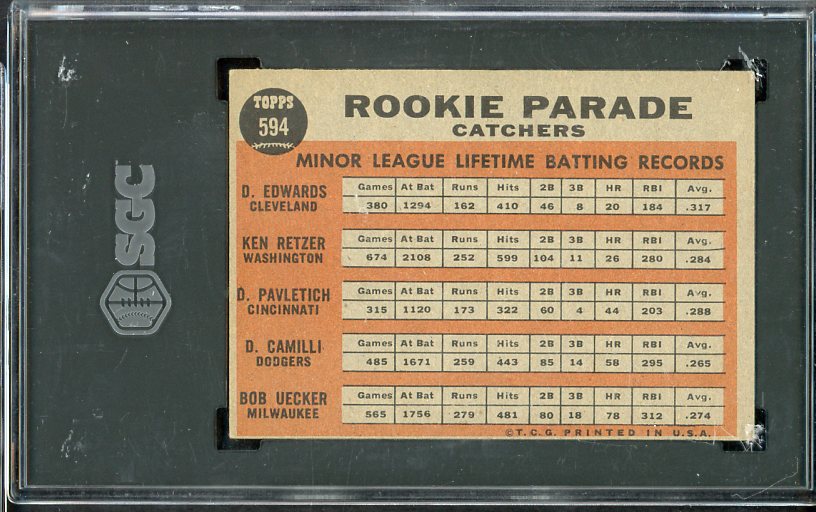 SGC
TOPPS
594
ROOKIE PARADE
CATCHERS
MINOR LEAGUE LIFETIME BATTING RECORDS
D. EDWARDS
CLEVELAND
Games At Bat Runs Hits 2B 3B HR RBI Avg.
380 1294 162 410 46 8 20 184 .317
KEN RETZER
WASHINGTON
Games At Bat Runs Hits 2B 3B HR RBI Avg.
674 2108 252 599 104 11 26 280 .284
D. PAVLETICH
CINCINNATI
Games At Bat Runs Hits 2B 3B HR RBI Avg.
315 1120 173 322 60 4 44 203 .288
D. CAMILLI
DODGERS
Games At Bat Runs Hits 2B 3B HR RBI Avg.
485 1671 259 443 85 14 58 295 .265
BOB UECKER
MILWAUKEE
Games At Bat Runs Hits 2B 3B HR RBI Avg.
565 1756 279 481 80 18 78 312 .274
©T.C.G. PRINTED IN U.S.A.